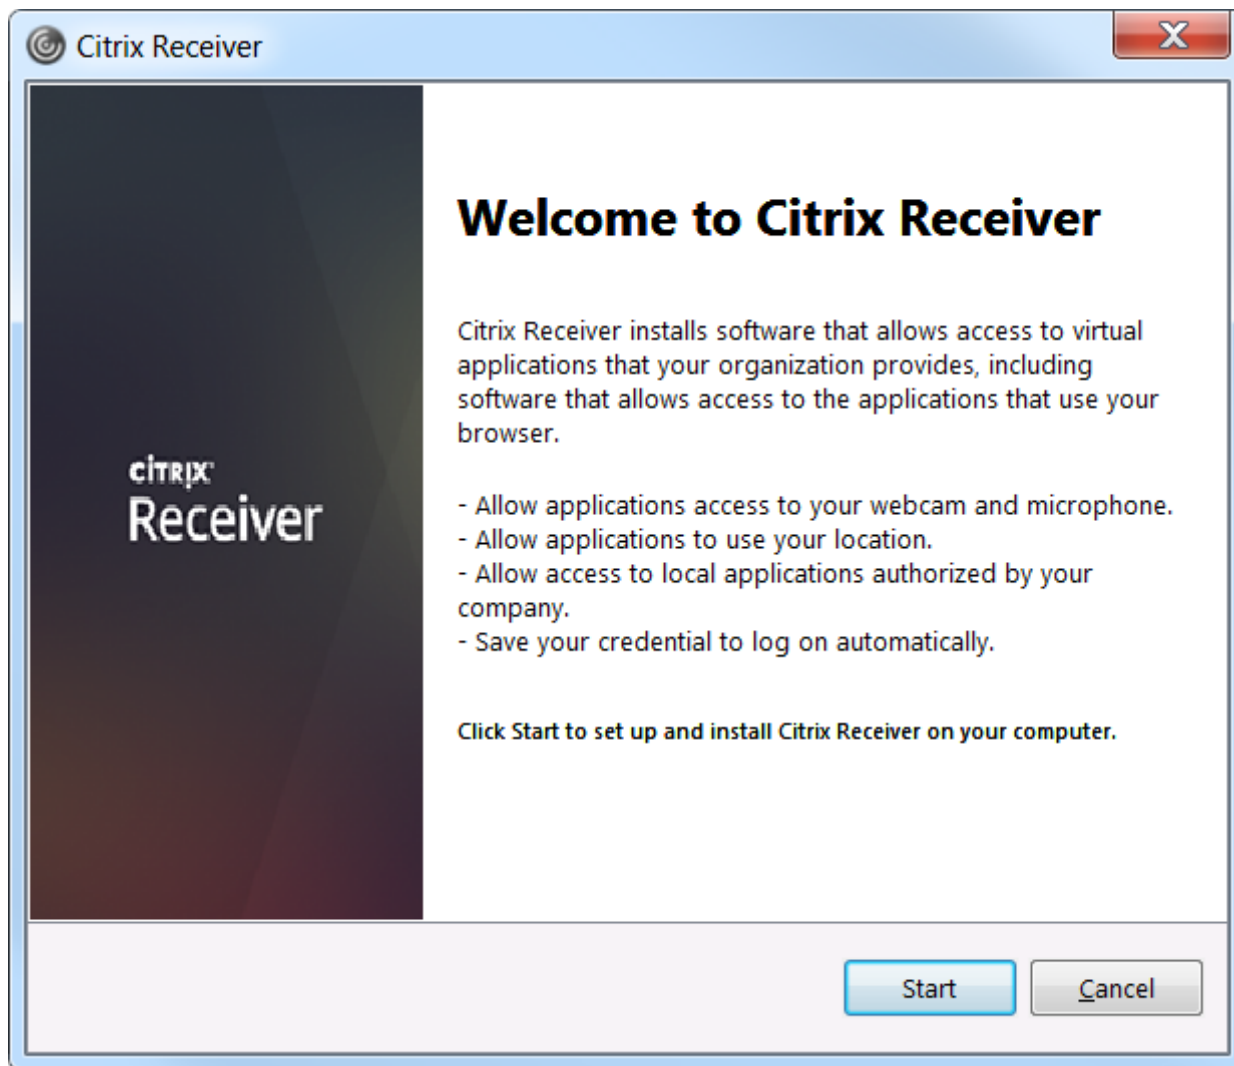 Citrix Receiver
Welcome to Citrix Receiver
Citrix Receiver installs software that allows access to virtual
applications that your organization provides, including
software that allows access to the applications that use your
browser.
- Allow applications access to your webcam and microphone.
- Allow applications to use your location.
- Allow access to local applications authorized by your
company.
- Save your credential to log on automatically.
Click Start to set up and install Citrix Receiver on your computer.
CITRIX
Receiver
Start
Cancel